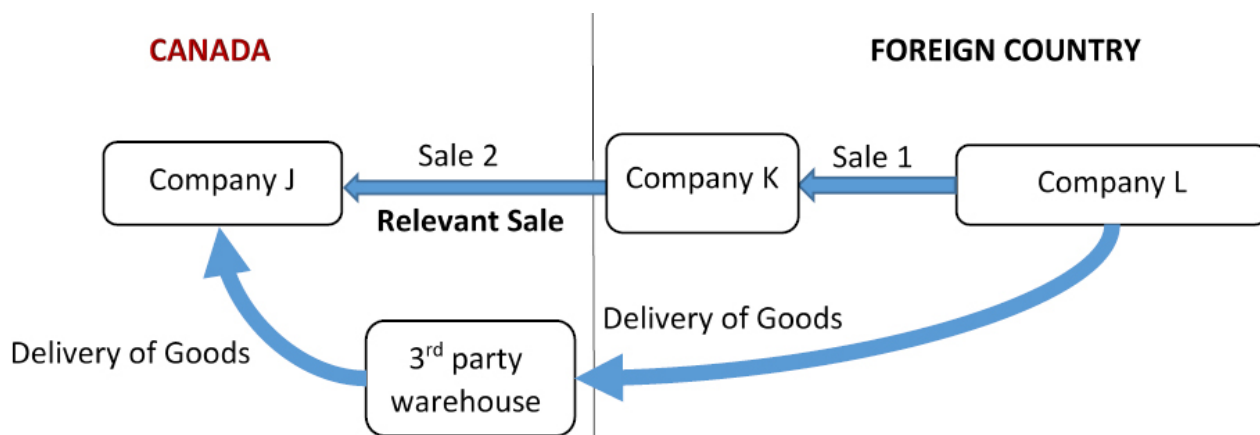 CANADA
FOREIGN COUNTRY
Company J
Sale 2
Relevant Sale
Company K
Sale 1
Company L
Delivery of Goods
Delivery of Goods
3rd party
warehouse